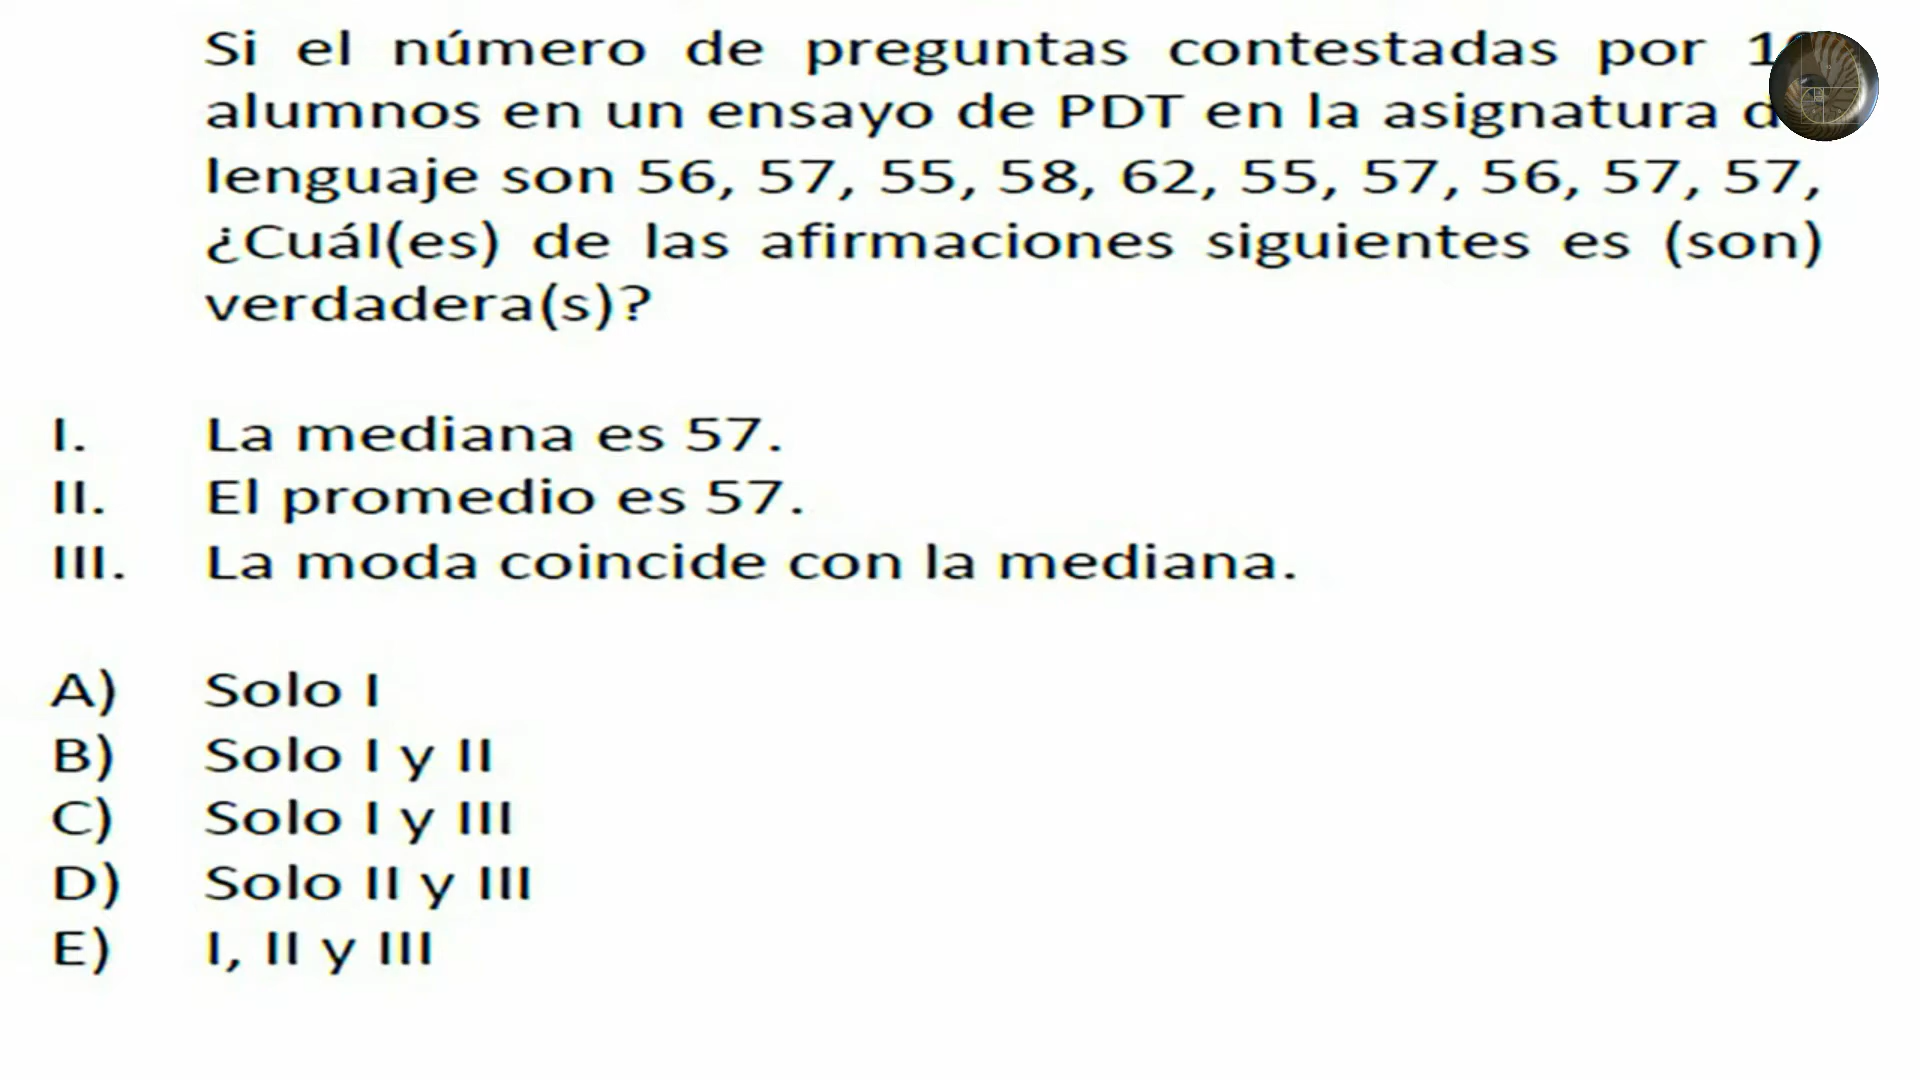 Si el número de preguntas contestadas por
alumnos en un ensayo de PDT en la asignatura
lenguaje son 56, 57, 55, 58, 62, 55, 57, 56, 57, 57,
¿Cuál(es) de las afirmaciones siguientes es (son)
verdadera(s)?
I. La mediana es 57.
II. El promedio es 57.
III. La moda coincide con la mediana.
A) Solo I
B) Solo I y II
C) Solo I y III
D) Solo II y III
E) I, II y III